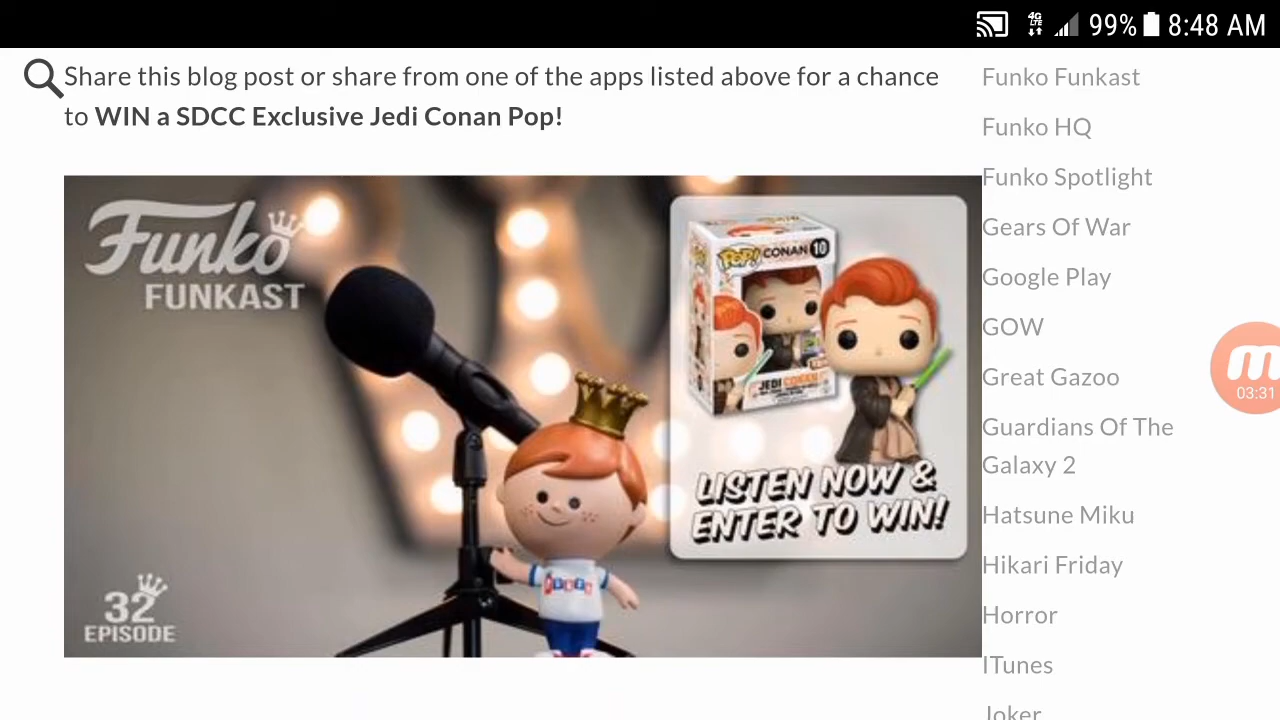 4G
LTE
99%
8:48 AM
Share this blog post or share from one of the apps listed above for a chance
to WIN a SDCC Exclusive Jedi Conan Pop!
Funko
FUNKAST
POP!
CONAN
10
JEDI CONAN
LISTEN NOW &
ENTER TO WIN!
32
EPISODE
Funko Funkast
Funko HQ
Funko Spotlight
Gears Of War
Google Play
GOW
Great Gazoo
Guardians Of The
Galaxy 2
Hatsune Miku
Hikari Friday
Horror
ITunes
Joker
03:31